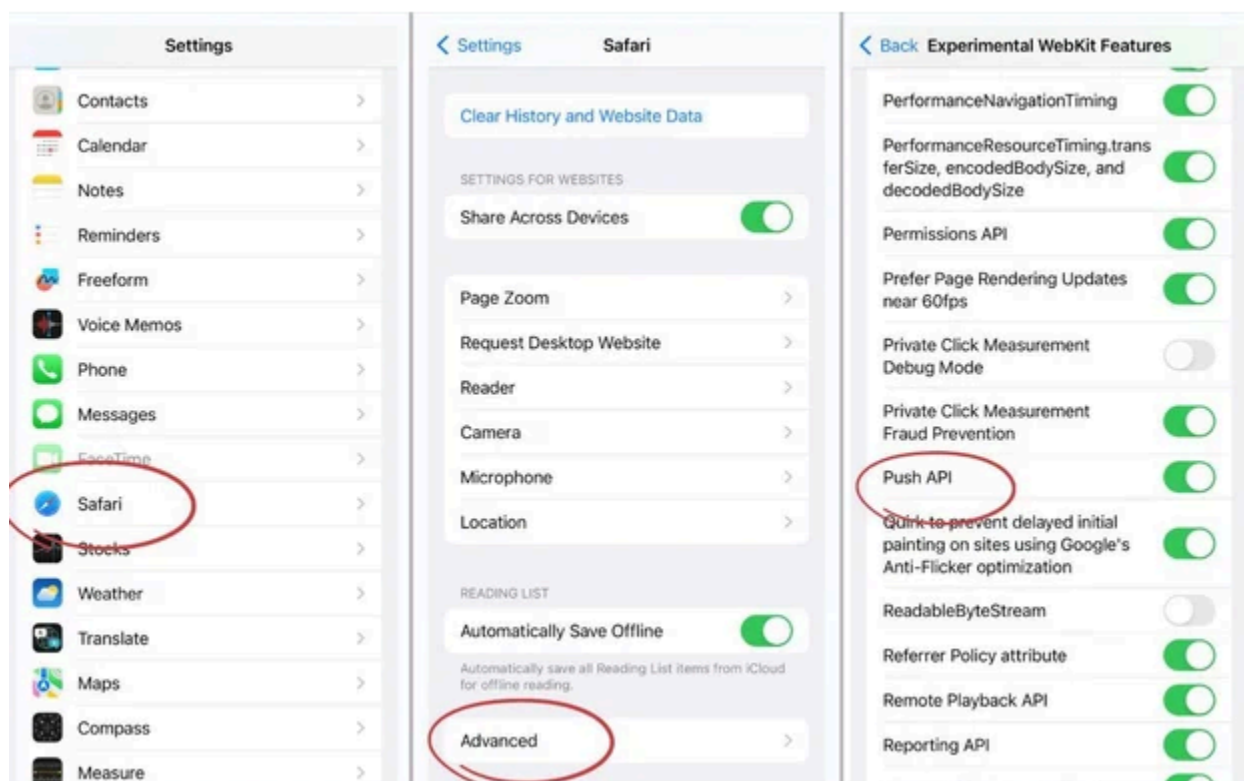 Settings
Contacts
Calendar
Notes
Reminders
Freeform
Voice Memos
Phone
Messages
FaceTime
Safari
Stocks
Weather
Translate
Maps
Compass
Measure
Settings
Safari
Clear History and Website Data
SETTINGS FOR WEBSITES
Share Across Devices
Page Zoom
Request Desktop Website
Reader
Camera
Microphone
Location
READING LIST
Automatically Save Offline
Automatically save all Reading List items from iCloud
for offline reading.
Advanced
Back Experimental WebKit Features
PerformanceNavigationTiming
PerformanceResourceTiming.trans
ferSize, encodedBodySize, and
decodedBodySize
Permissions API
Prefer Page Rendering Updates
near 60fps
Private Click Measurement
Debug Mode
Private Click Measurement
Fraud Prevention
Push API
Quirk to prevent delayed initial
painting on sites using Google's
Anti-Flicker optimization
ReadableByteStream
Referrer Policy attribute
Remote Playback API
Reporting API